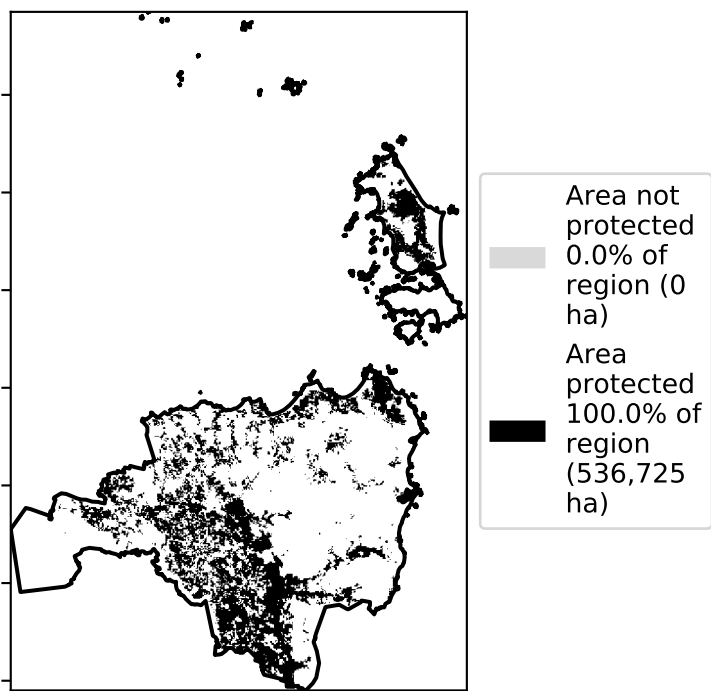 Area not
protected
0.0% of
region (0
ha)
Area
protected
100.0% of
region
(536,725
ha)